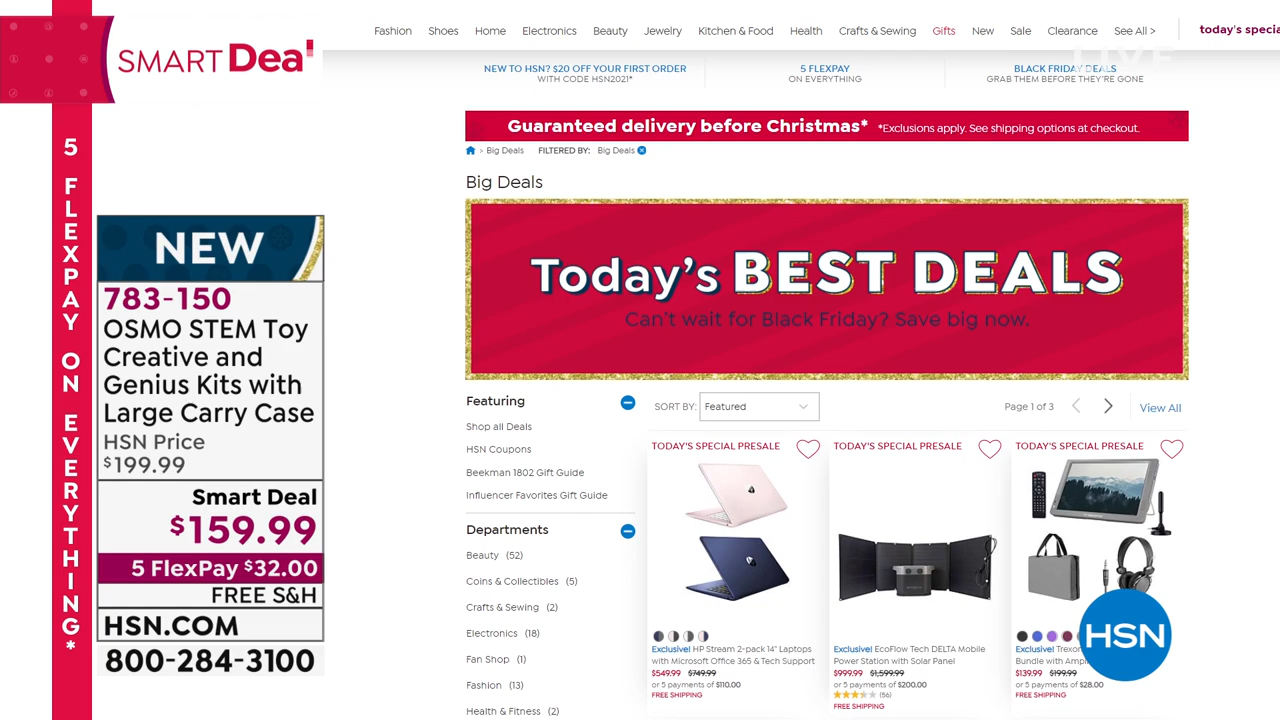 SMART Deal
5 FLEXPAY ON EVERYTHING*
NEW
783-150
OSMO STEM Toy
Creative and
Genius Kits with
Large Carry Case
HSN Price
$199.99
Smart Deal
$159.99
5 FlexPay $32.00
FREE S&H
HSN.COM
800-284-3100
Fashion Shoes Home Electronics Beauty Jewelry Kitchen & Food Health Crafts & Sewing Gifts New Sale Clearance See All >
today's specia
LIVE
NEW TO HSN? $20 OFF YOUR FIRST ORDER
WITH CODE HSN2021*
5 FLEXPAY
ON EVERYTHING
BLACK FRIDAY DEALS
GRAB THEM BEFORE THEY'RE GONE
Guaranteed delivery before Christmas* *Exclusions apply. See shipping options at checkout.
> Big Deals FILTERED BY: Big Deals
Big Deals
Today's BEST DEALS
Can't wait for Black Friday? Save big now.
Featuring
Shop all Deals
HSN Coupons
Beekman 1802 Gift Guide
Influencer Favorites Gift Guide
Departments
Beauty (52)
Coins & Collectibles (5)
Crafts & Sewing (2)
Electronics (18)
Fan Shop (1)
Fashion (13)
Health & Fitness (2)
SORT BY: Featured
Page 1 of 3
View All
TODAY'S SPECIAL PRESALE
Exclusive! HP Stream 2-pack 14" Laptops
with Microsoft Office 365 & Tech Support
$549.99 $749.99
or 5 payments of $110.00
FREE SHIPPING
TODAY'S SPECIAL PRESALE
Exclusive! EcoFlow Tech DELTA Mobile
Power Station with Solar Panel
$999.99 $1,599.99
or 5 payments of $200.00
(56)
FREE SHIPPING
TODAY'S SPECIAL PRESALE
Exclusive! Trexon
Bundle with Ampli
$139.99 $199.99
or 5 payments of $28.00
FREE SHIPPING
HSN